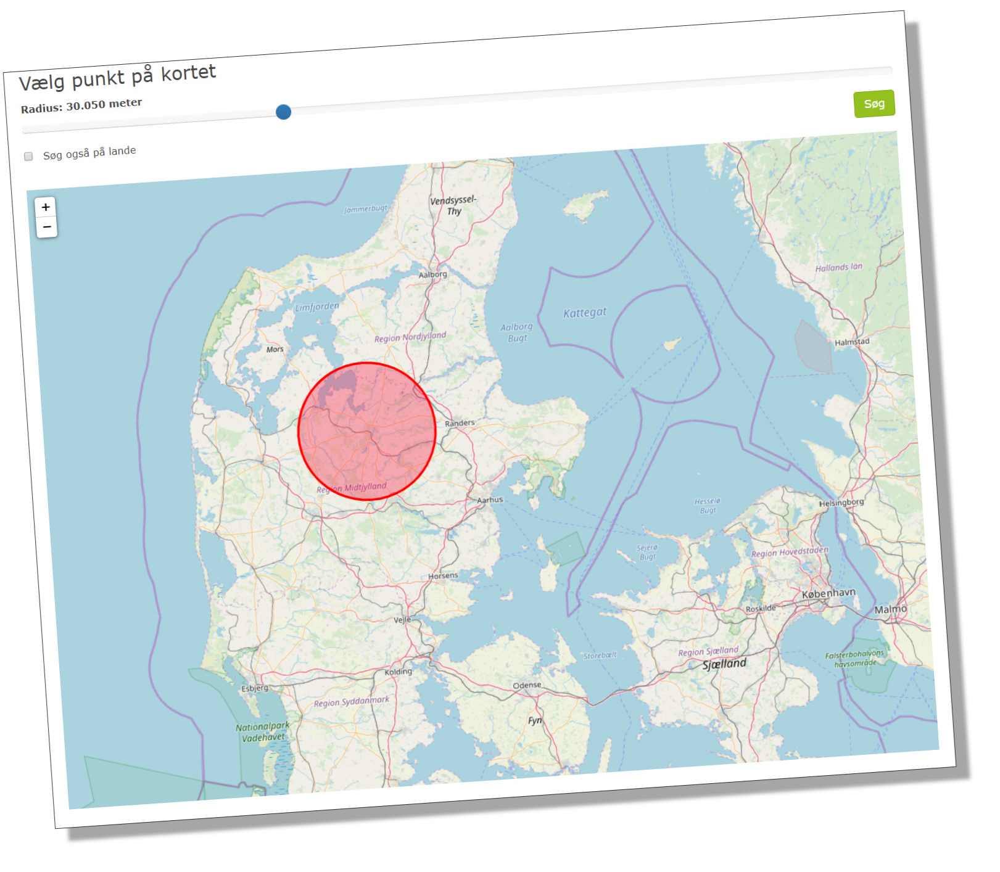 Vælg punkt på kortet
Radius: 30.050 meter
Søg
Søg også på lande
+
−
Jammerbugt
Vendsyssel-
Thy
Aalborg
Limfjorden
Hallands län
Kattegat
Aalborg
Bugt
Region Nordjylland
Halmstad
Mors
Randers
Region Midtjylland
Aarhus
Hesselø
Bugt
Helsingborg
Sejerø
Bugt
Region Hovedstaden
Horsens
København
Roskilde
Malmö
Vejle
Storebælt
Region Sjælland
Sjælland
Falsterbohalvöns
havsområde
Kolding
Esbjerg
Odense
Region Syddanmark
Fyn
Nationalpark
Vadehavet